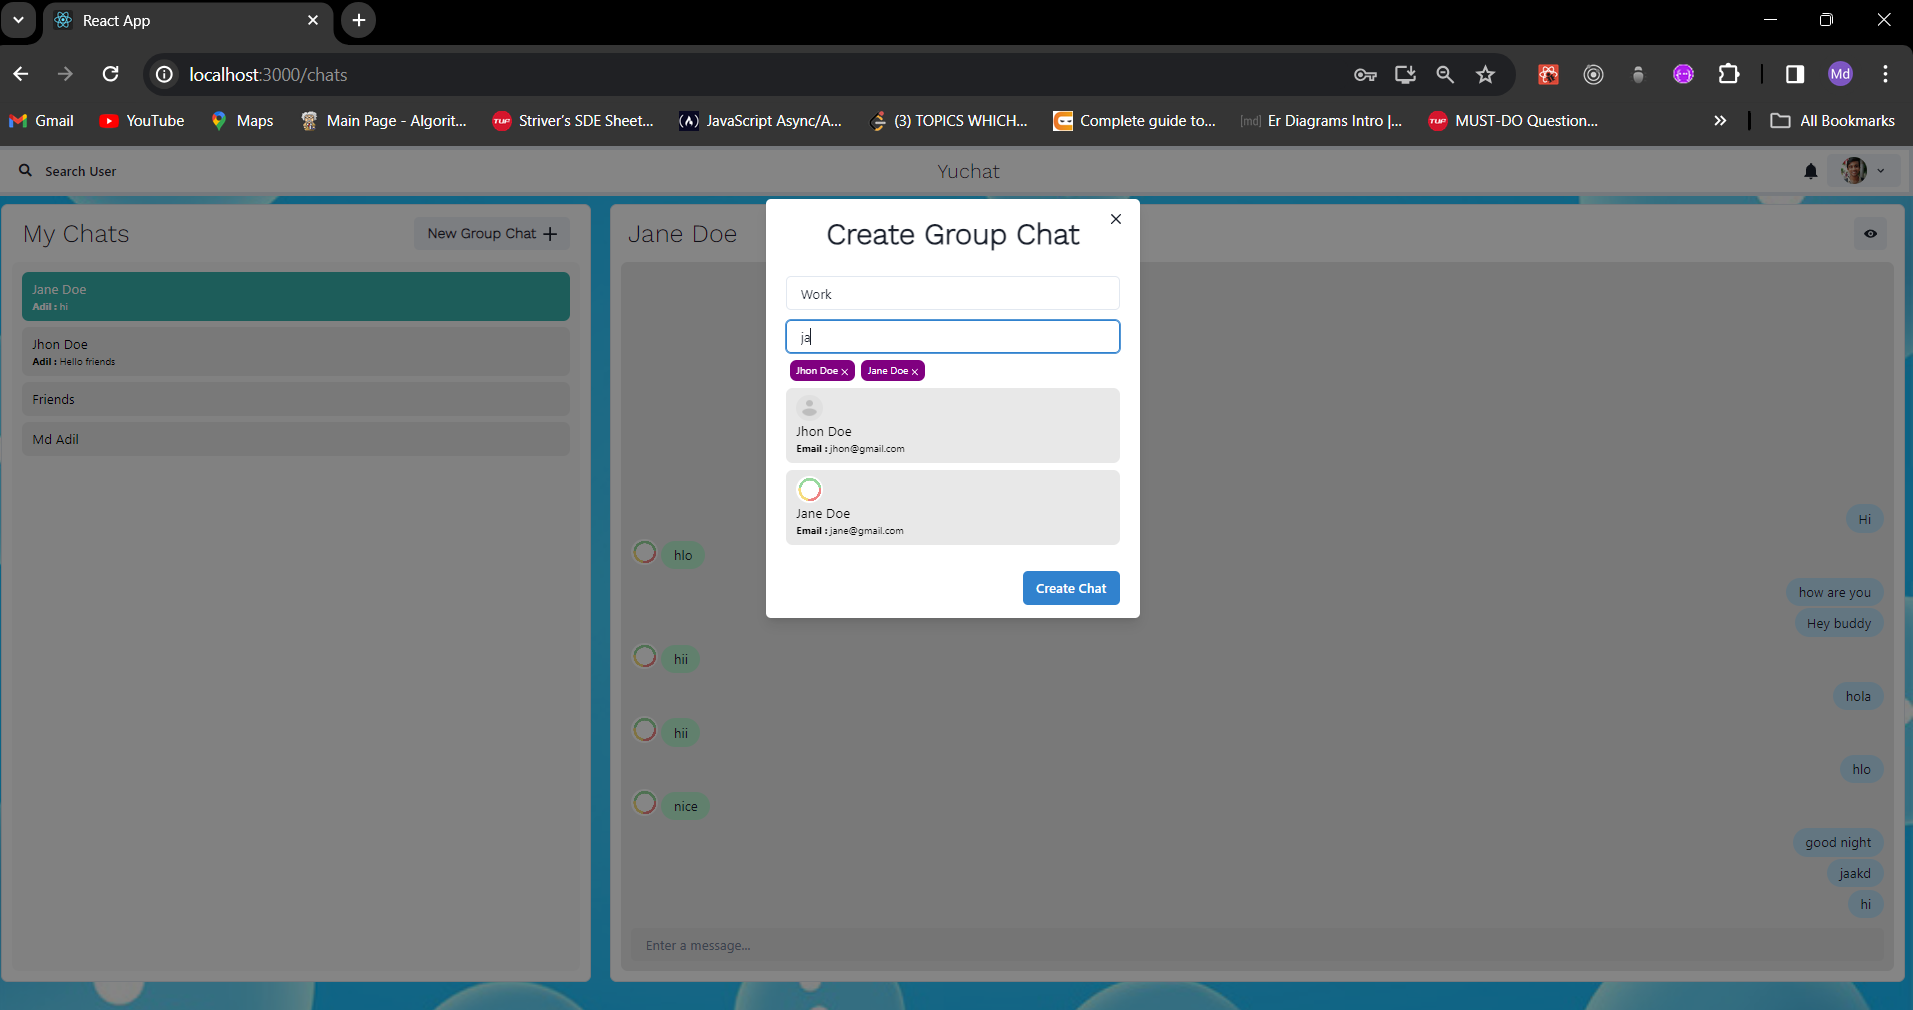 React App
localhost:3000/chats
Md
Gmail YouTube Maps Main Page - Algorit... Striver's SDE Sheet... JavaScript Async/A... (3) TOPICS WHICH... Complete guide to... [md] Er Diagrams Intro |... MUST-DO Question... All Bookmarks
Search User
Yuchat
My Chats
New Group Chat
Jane Doe
Adil : hi
Jhon Doe
Adil : Hello friends
Friends
Md Adil
Jane Doe
Create Group Chat
Work
ja
Jhon Doe Jane Doe
Jhon Doe
Email : jhon@gmail.com
Jane Doe
Email : jane@gmail.com
Create Chat
Hi
hlo
how are you
Hey buddy
hii
hola
hii
hlo
nice
good night
jaakd
hi
Enter a message...